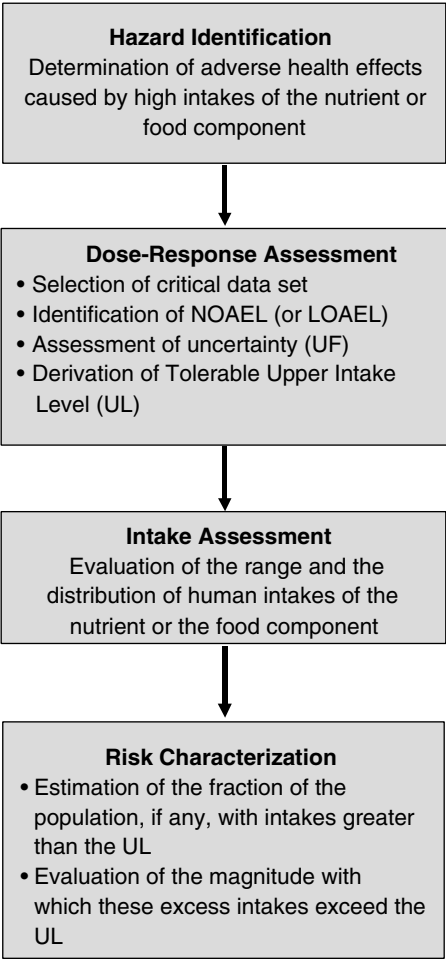 Hazard Identification
Determination of adverse health effects
caused by high intakes of the nutrient or
food component
Dose-Response Assessment
• Selection of critical data set
• Identification of NOAEL (or LOAEL)
• Assessment of uncertainty (UF)
• Derivation of Tolerable Upper Intake
Level (UL)
Intake Assessment
Evaluation of the range and the
distribution of human intakes of the
nutrient or the food component
Risk Characterization
• Estimation of the fraction of the
population, if any, with intakes greater
than the UL
• Evaluation of the magnitude with
which these excess intakes exceed the
UL